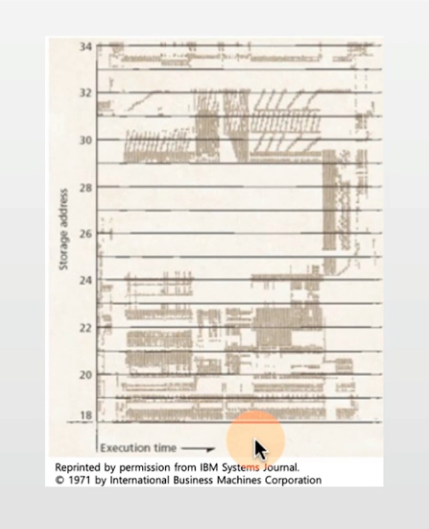 34
32
30
28
26
24
22
20
18
Storage address
Execution time
Reprinted by permission from IBM Systems Journal.
© 1971 by International Business Machines Corporation